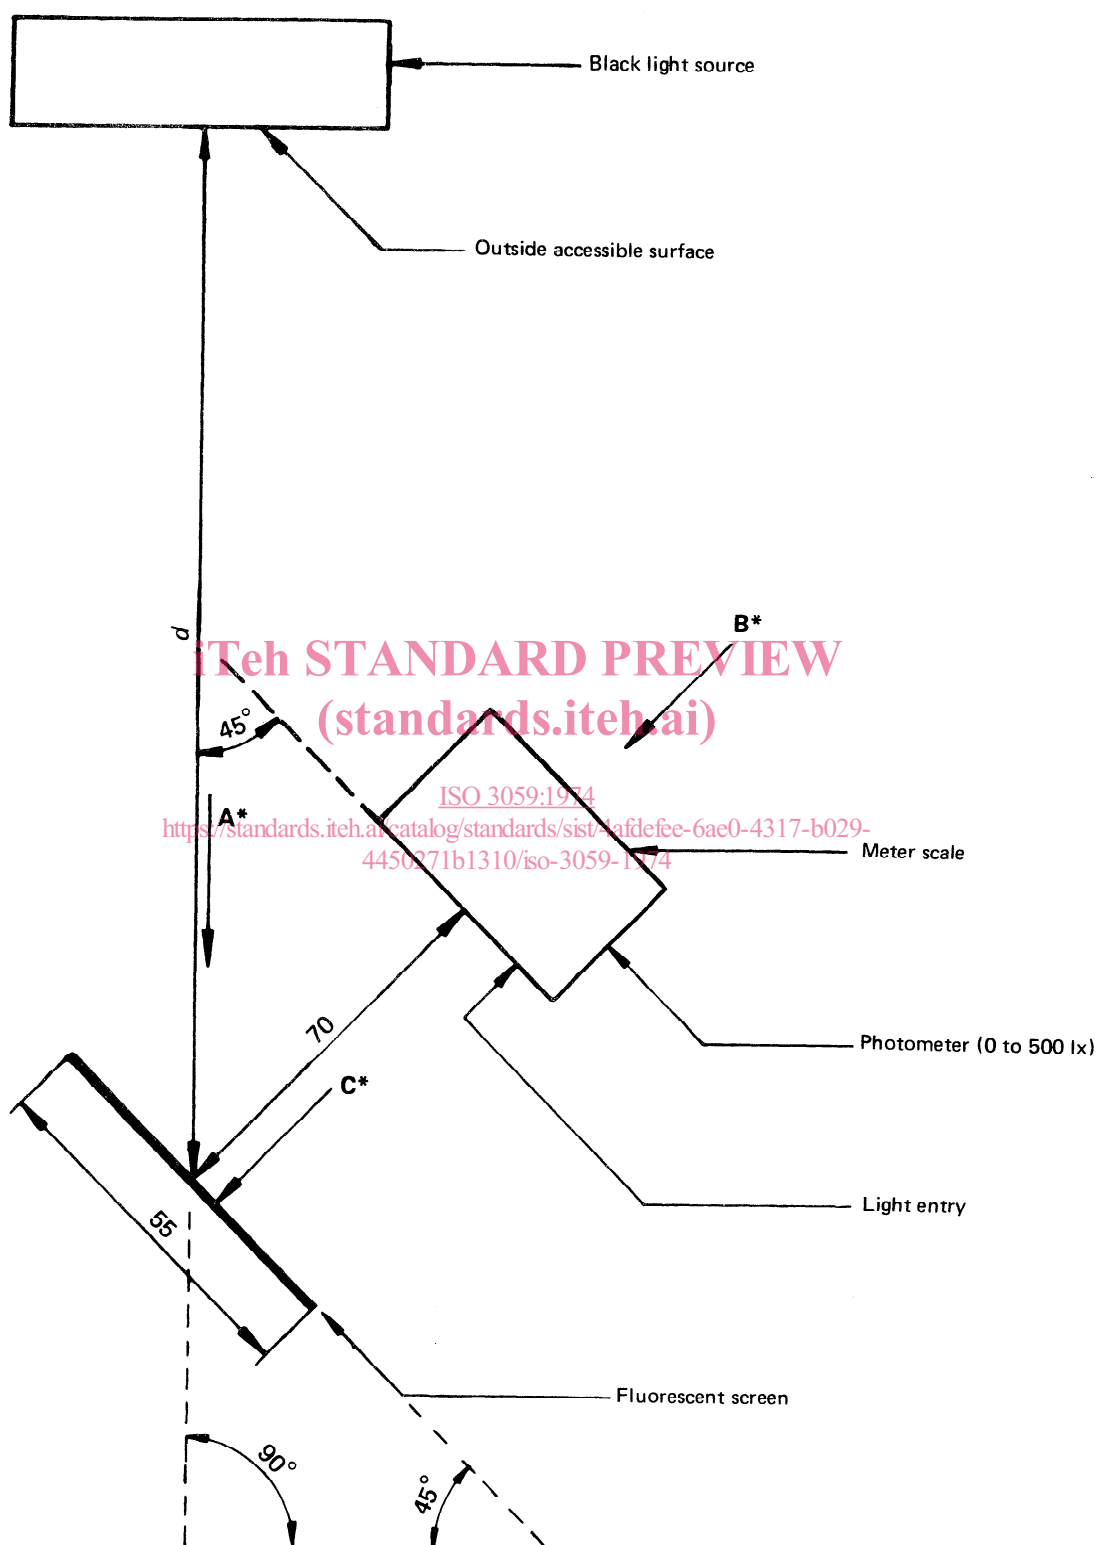 Black light source
Outside accessible surface
d
B*
iTeh STANDARD PREVIEW
(standards.iteh.ai)
45°
ISO 3059:1974
A*
https://standards.iteh.ai/catalog/standards/sist/4afdefee-6ae0-4317-b029-
4450271b1310/iso-3059-1974
Meter scale
70
Photometer (0 to 500 lx)
C*
55
Light entry
Fluorescent screen
90°
45°